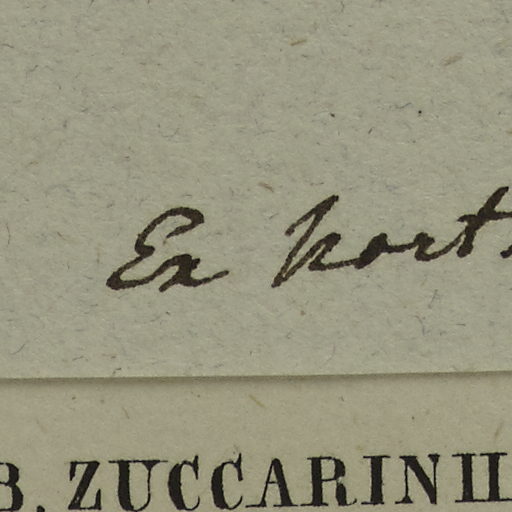 Ex hort.
B. ZUCCARINII